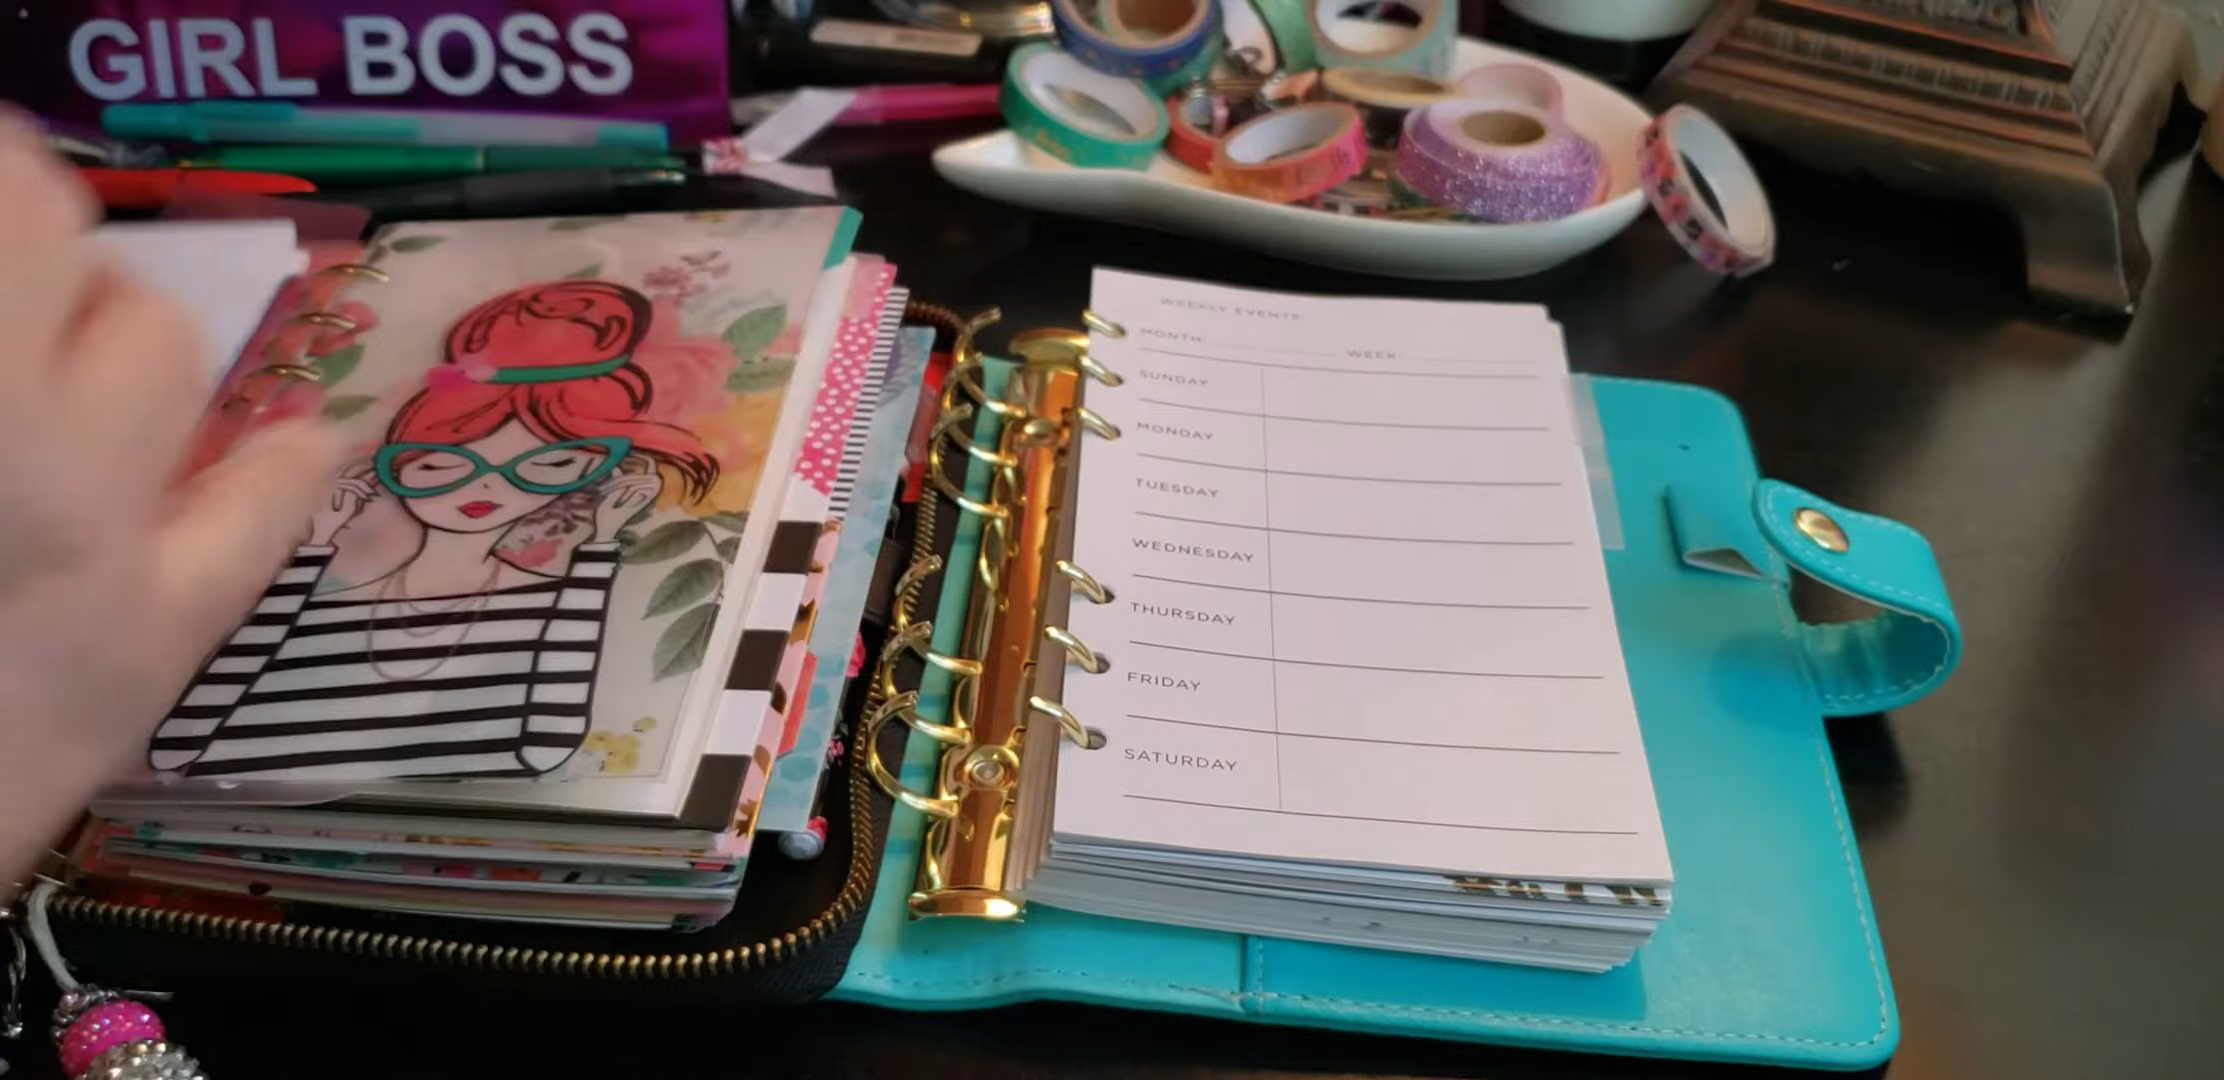 GIRL BOSS
WEEKLY EVENTS:
MONTH: WEEK:
SUNDAY
MONDAY
TUESDAY
WEDNESDAY
THURSDAY
FRIDAY
SATURDAY